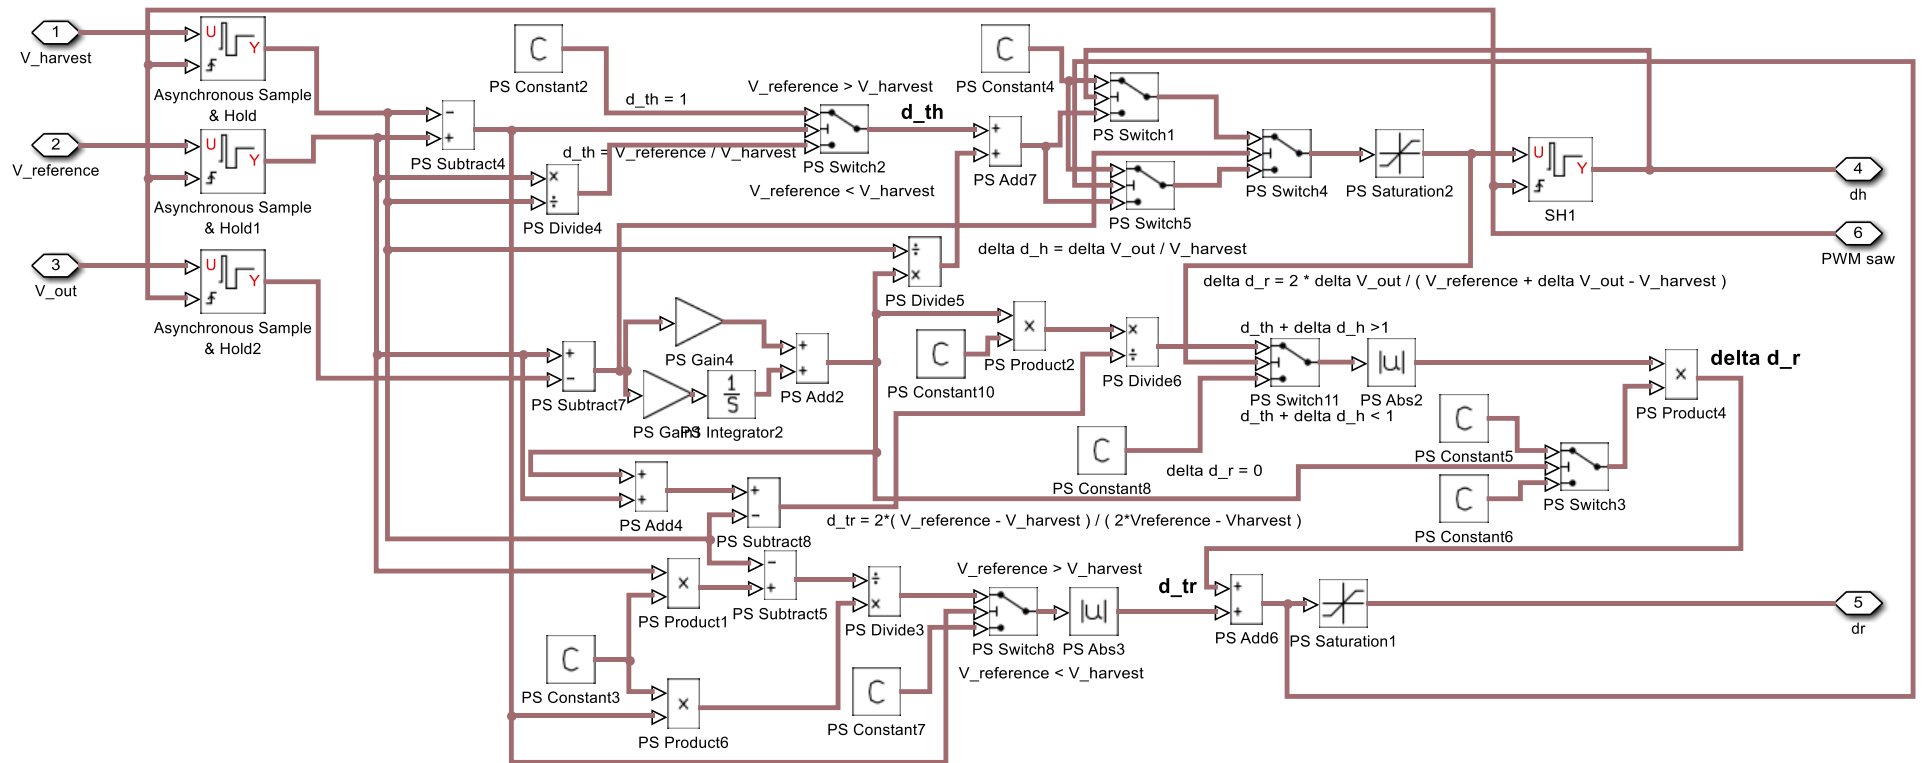 1
V_harvest
U
Y
Asynchronous Sample
& Hold
2
V_reference
U
Y
Asynchronous Sample
& Hold1
3
V_out
U
Y
Asynchronous Sample
& Hold2
C
PS Constant2
d_th = 1
V_reference > V_harvest
d_th
-
+
PS Subtract4
d_th = V_reference / V_harvest
PS Switch2
V_reference < V_harvest
×
÷
PS Divide4
C
PS Constant4
PS Switch1
+
+
PS Add7
PS Switch5
PS Switch4
PS Saturation2
U
Y
SH1
4
dh
6
PWM saw
÷
×
PS Divide5
delta d_h = delta V_out / V_harvest
delta d_r = 2 * delta V_out / ( V_reference + delta V_out - V_harvest )
+
-
PS Subtract7
PS Gain4
PS Gain3
1
S
PS Integrator2
+
+
PS Add2
C
PS Constant10
×
PS Product2
×
÷
PS Divide6
d_th + delta d_h >1
PS Switch11
d_th + delta d_h < 1
|u|
PS Abs2
C
PS Constant8
delta d_r = 0
×
PS Product4
delta d_r
C
PS Constant5
C
PS Constant6
PS Switch3
+
+
PS Add4
+
-
PS Subtract8
d_tr = 2*( V_reference - V_harvest ) / ( 2*Vreference - Vharvest )
×
PS Product1
-
+
PS Subtract5
÷
×
PS Divide3
V_reference > V_harvest
PS Switch8
V_reference < V_harvest
|u|
PS Abs3
d_tr
+
+
PS Add6
PS Saturation1
5
dr
C
PS Constant3
×
PS Product6
C
PS Constant7